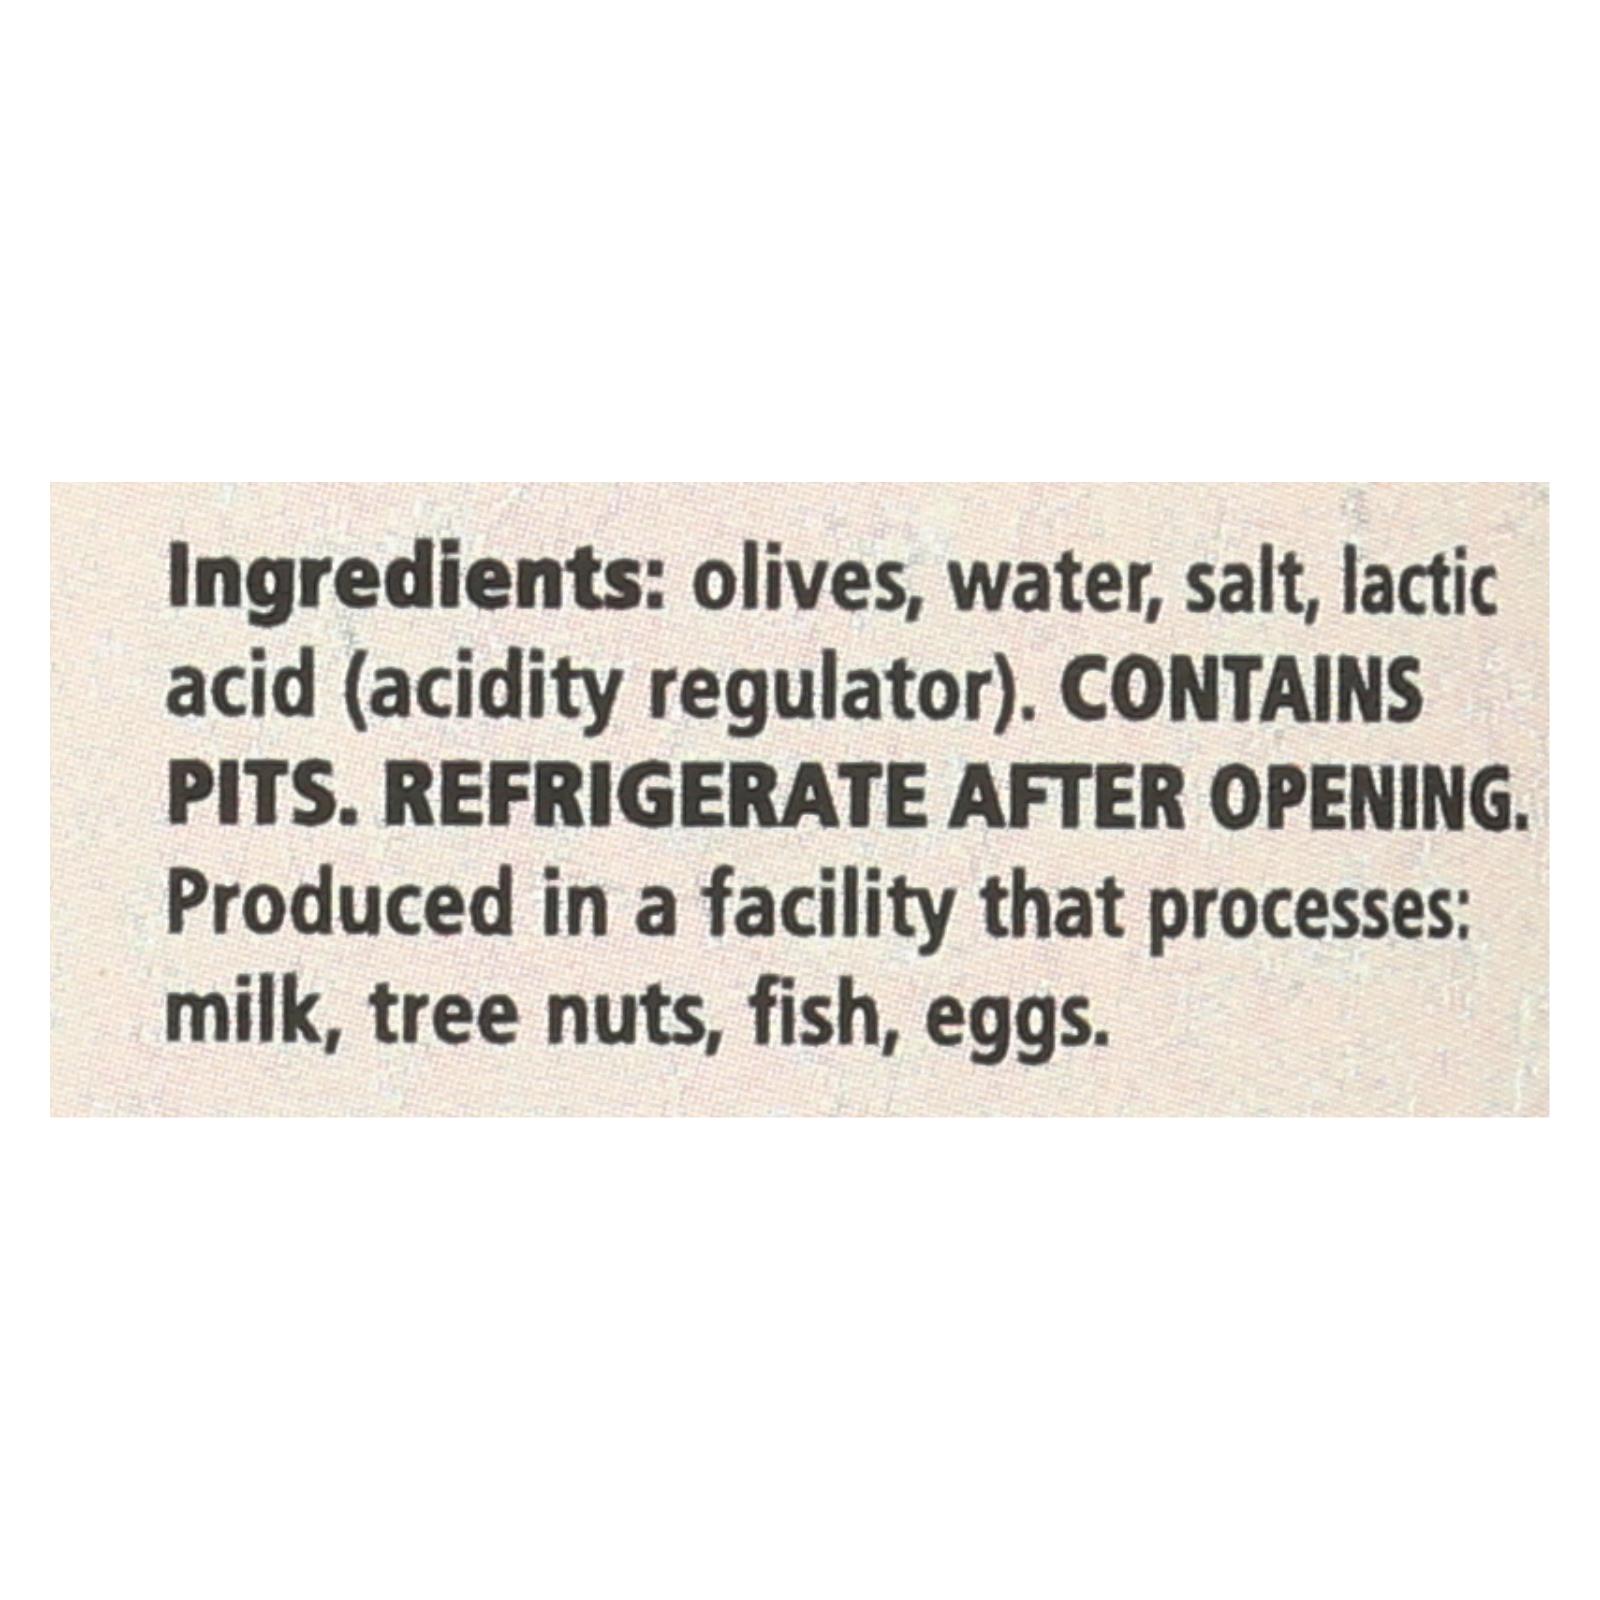 Ingredients: olives, water, salt, lactic
acid (acidity regulator). CONTAINS
PITS. REFRIGERATE AFTER OPENING.
Produced in a facility that processes:
milk, tree nuts, fish, eggs.